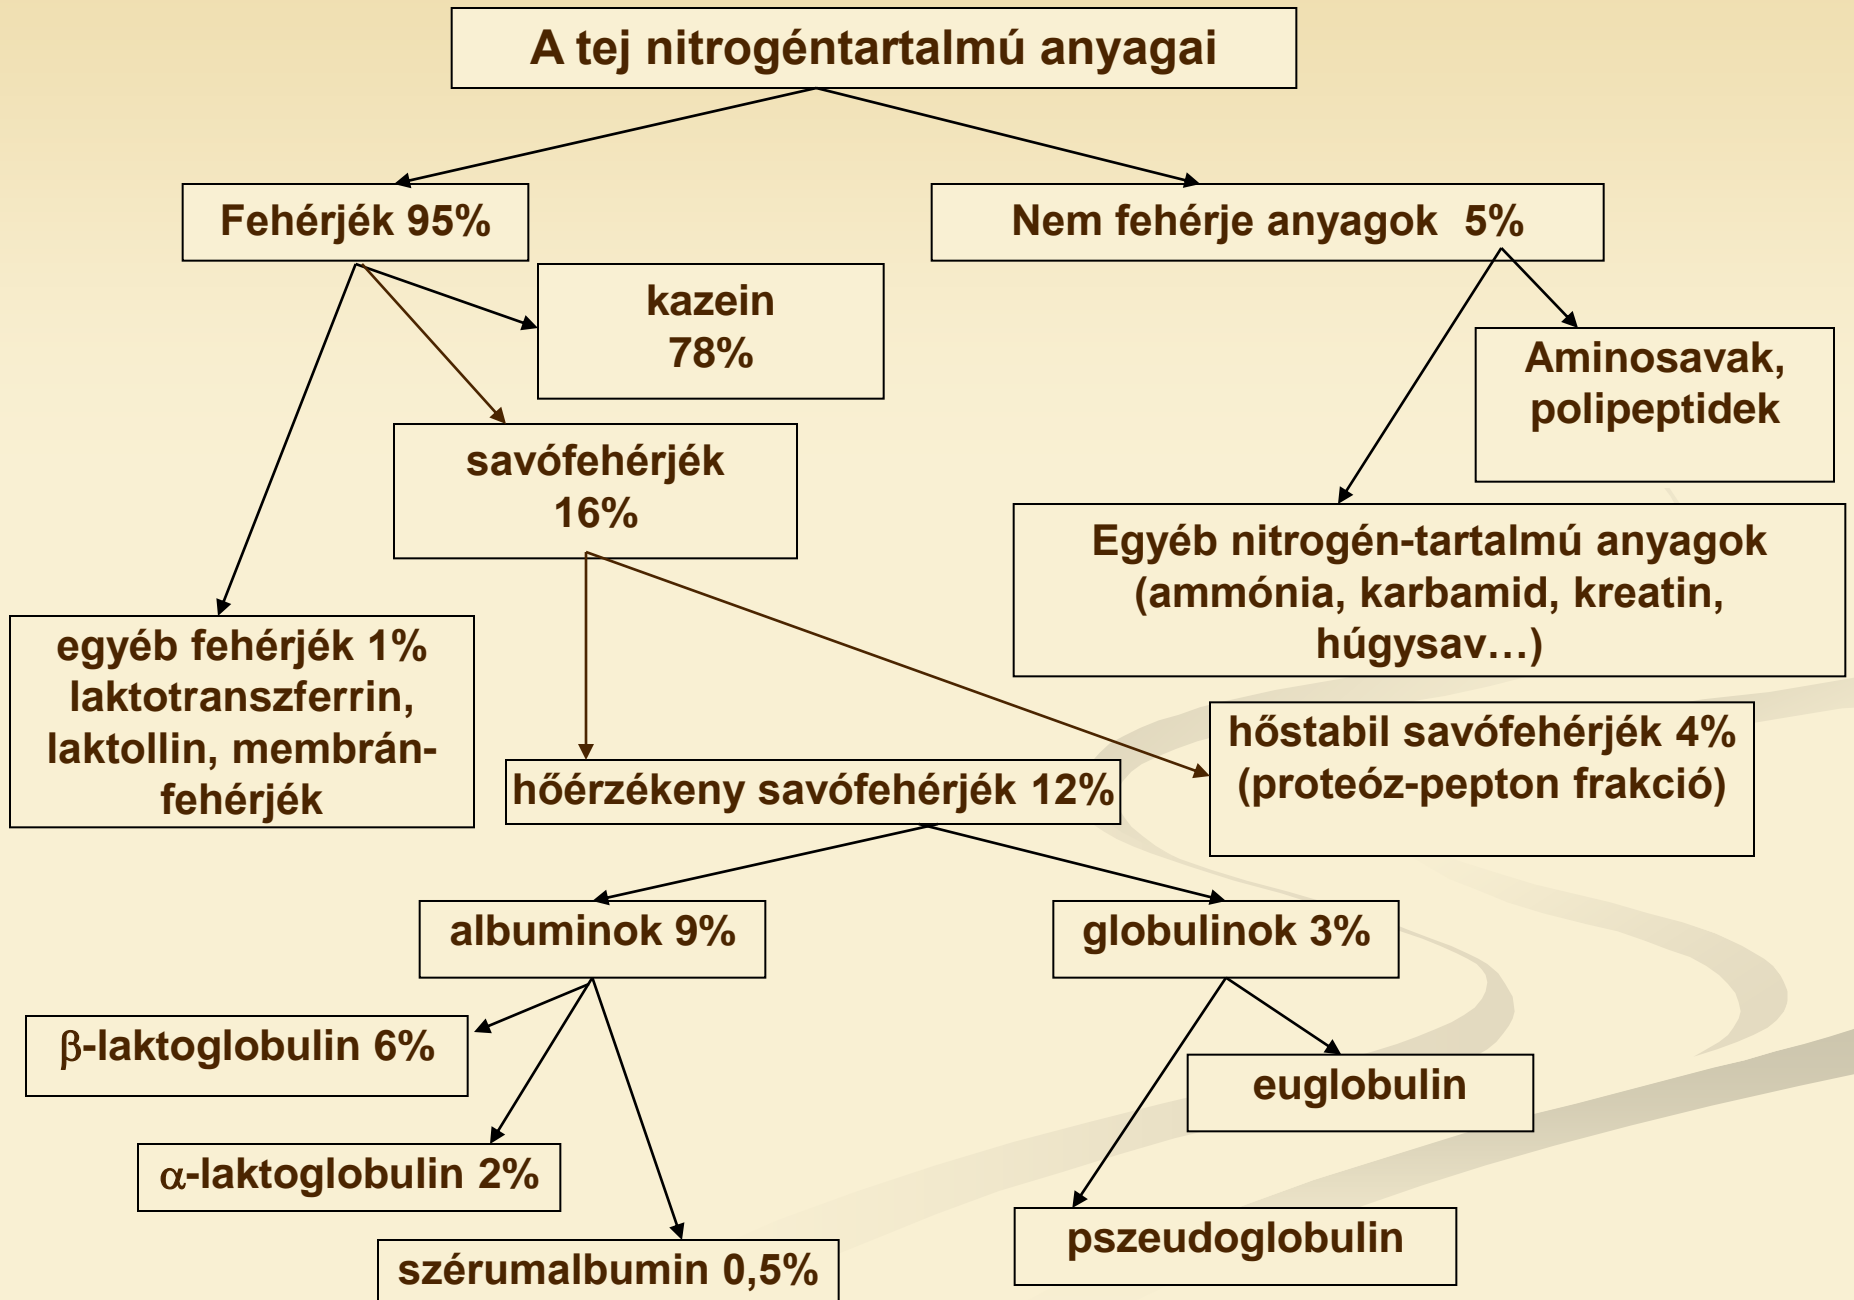 A tej nitrogéntartalmú anyagai
Fehérjék 95%
Nem fehérje anyagok 5%
kazein
78%
Aminosavak,
polipeptidek
savófehérjék
16%
Egyéb nitrogén-tartalmú anyagok
(ammónia, karbamid, kreatin,
húgysav…)
egyéb fehérjék 1%
laktotranszferrin,
laktollin, membrán-
fehérjék
hőstabil savófehérjék 4%
(proteóz-pepton frakció)
hőérzékeny savófehérjék 12%
albuminok 9%
globulinok 3%
β-laktoglobulin 6%
euglobulin
α-laktoglobulin 2%
pszeudoglobulin
szérumalbumin 0,5%